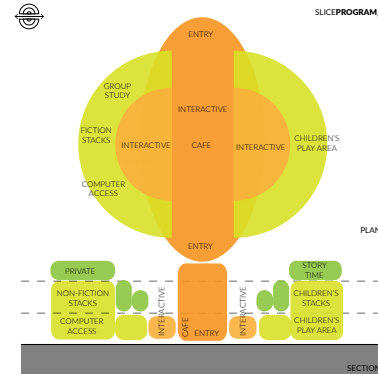 SLICEPROGRAM
ENTRY
GROUP
STUDY
INTERACTIVE
FICTION
STACKS
INTERACTIVE
CAFE
INTERACTIVE
CHILDREN'S
PLAY AREA
COMPUTER
ACCESS
PLAN
ENTRY
PRIVATE
STORY
TIME
NON-FICTION
STACKS
INTERACTIVE
INTERACTIVE
CHILDREN'S
STACKS
COMPUTER
ACCESS
CAFE
ENTRY
CHILDREN'S
PLAY AREA
SECTION